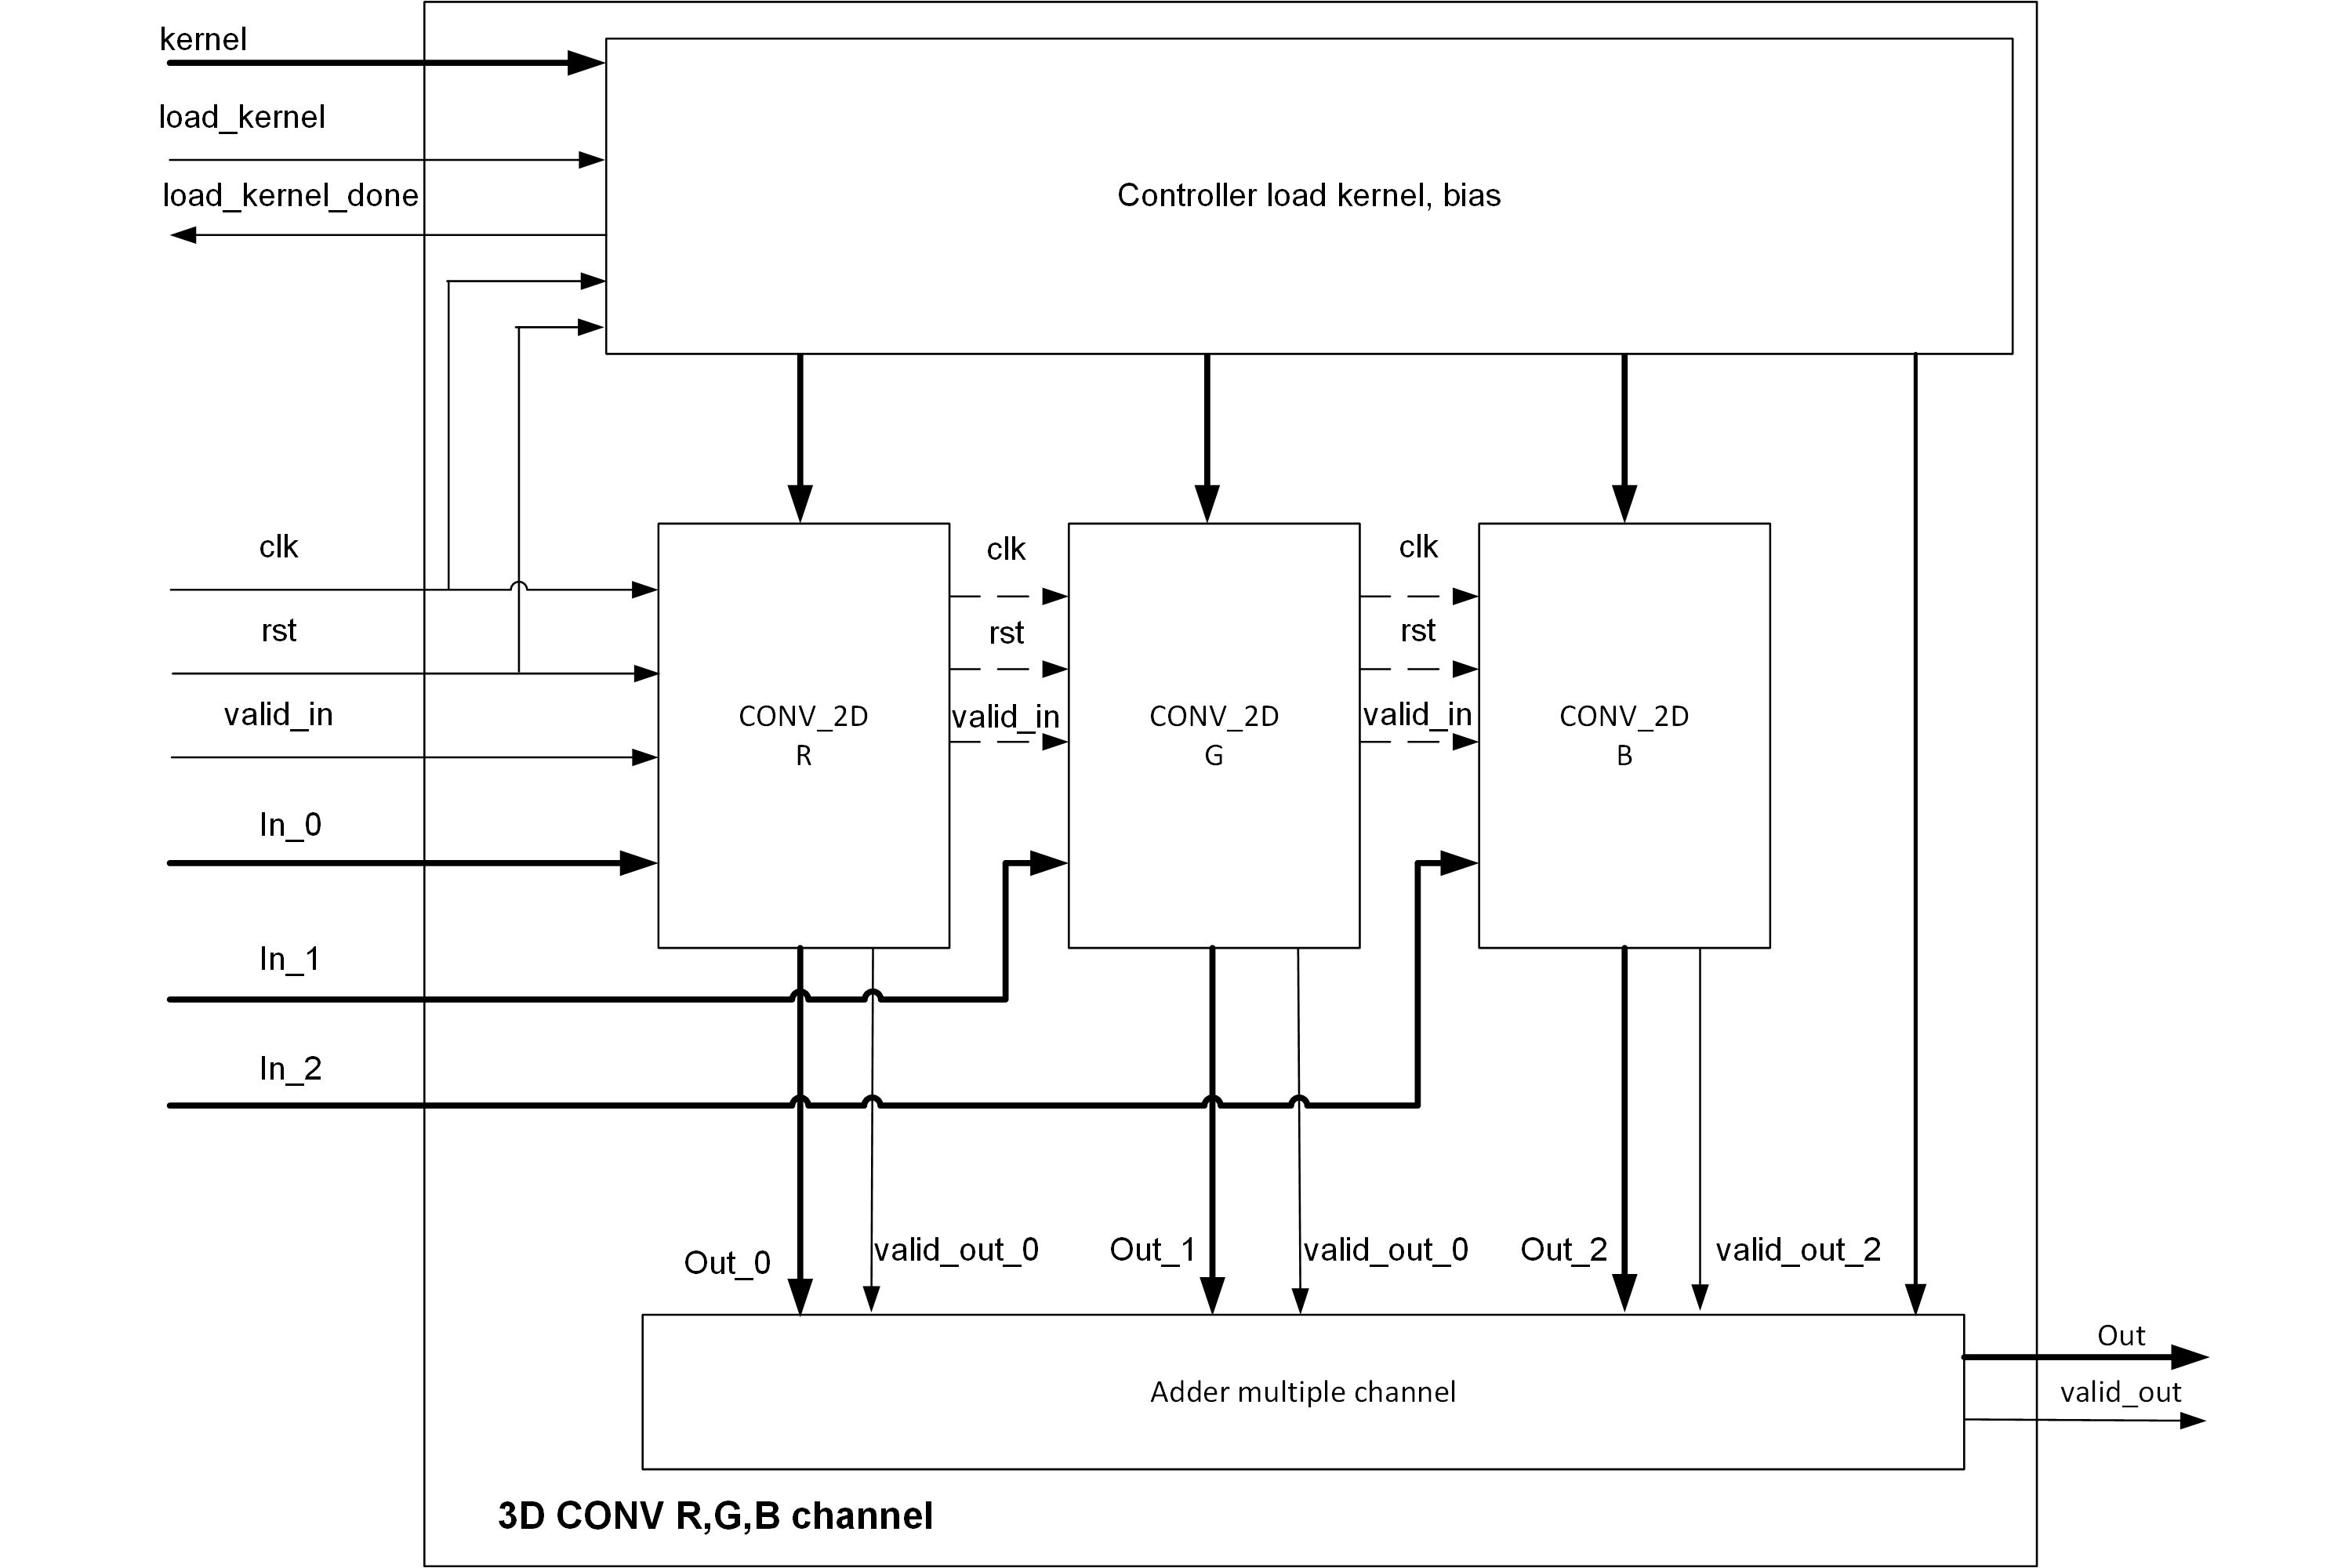 kernel
load_kernel
load_kernel_done
Controller load kernel, bias
clk
clk
clk
rst
rst
rst
valid_in
valid_in
valid_in
CONV_2D
R
CONV_2D
G
CONV_2D
B
In_0
In_1
In_2
Out_0
valid_out_0
Out_1
valid_out_0
Out_2
valid_out_2
Out
valid_out
Adder multiple channel
3D CONV R,G,B channel